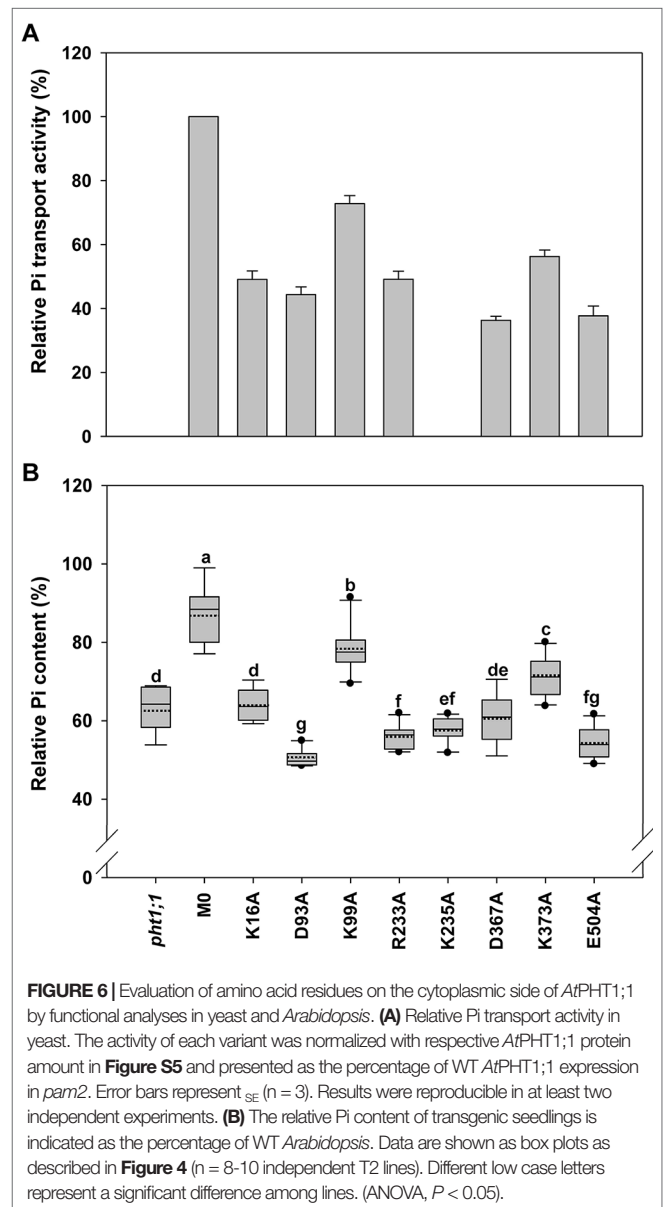 A
Relative Pi transport activity (%)
120
100
80
60
40
20
0
B
Relative Pi content (%)
120
100
80
60
40
0
d
a
d
g
b
f
ef
de
c
fg
pht1;1
M0
K16A
D93A
K99A
R233A
K235A
D367A
K373A
E504A
FIGURE 6 | Evaluation of amino acid residues on the cytoplasmic side of AtPHT1;1
by functional analyses in yeast and Arabidopsis. (A) Relative Pi transport activity in
yeast. The activity of each variant was normalized with respective AtPHT1;1 protein
amount in Figure S5 and presented as the percentage of WT AtPHT1;1 expression
in pam2. Error bars represent SE (n = 3). Results were reproducible in at least two
independent experiments. (B) The relative Pi content of transgenic seedlings is
indicated as the percentage of WT Arabidopsis. Data are shown as box plots as
described in Figure 4 (n = 8-10 independent T2 lines). Different low case letters
represent a significant difference among lines. (ANOVA, P < 0.05).